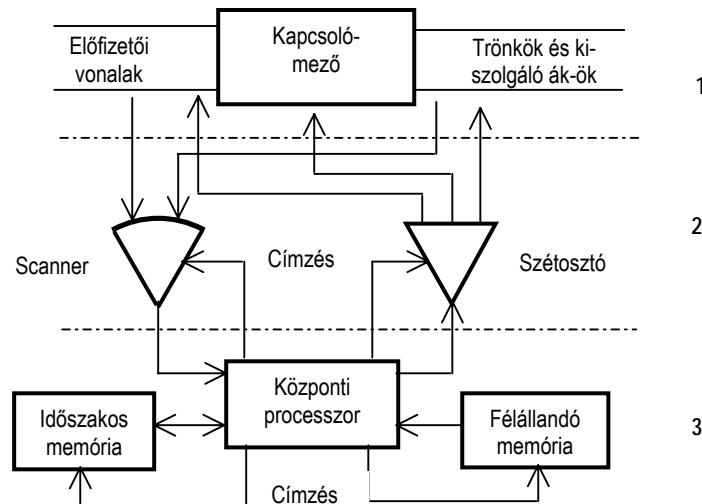 Előfizetői
vonalak
Kapcsoló-
mező
Trönkök és ki-
szolgáló ák-ök
1
2
Scanner
Címzés
Szétosztó
Központi
processzor
Időszakos
memória
Félállandó
memória
3
Címzés